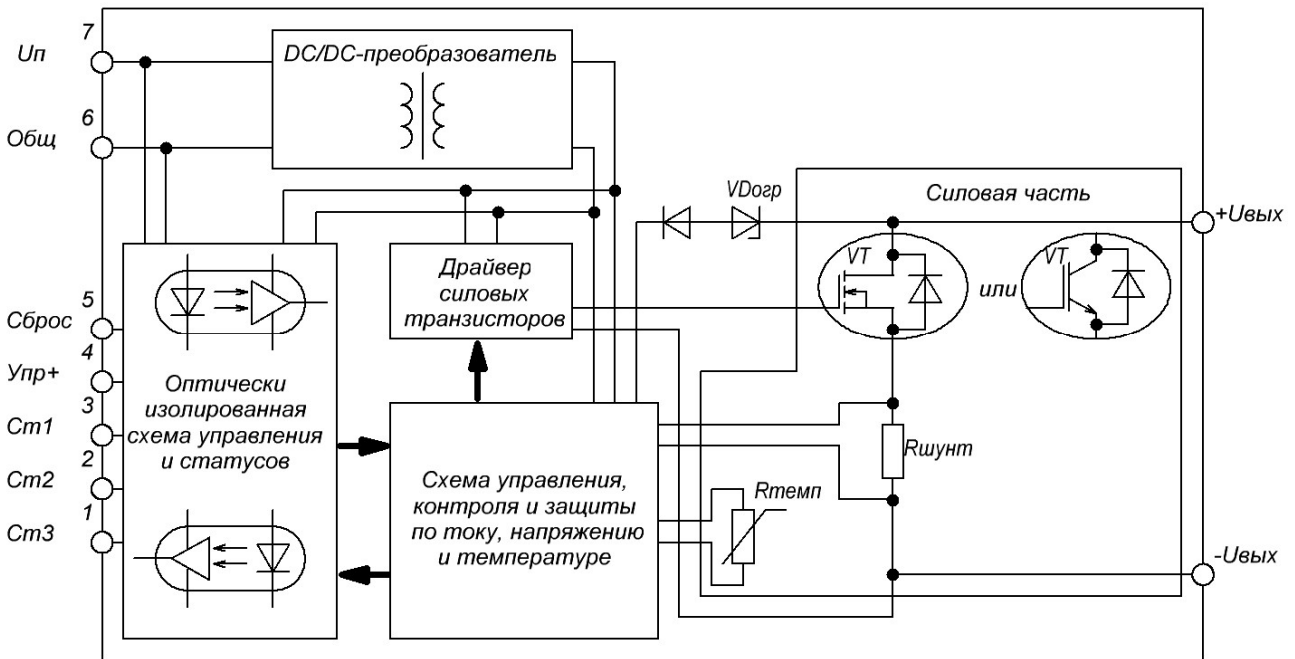 7
Uп
DC/DC-преобразователь
6
Общ
VDогр
Силовая часть
+Uвых
Драйвер
силовых
транзисторов
VT
или
VT
5
Сброс
4
Упр+
3
Ст1
2
Ст2
1
Ст3
Оптически
изолированная
схема управления
и статусов
Схема управления,
контроля и защиты
по току, напряжению
и температуре
Rшунт
Rтемп
-Uвых